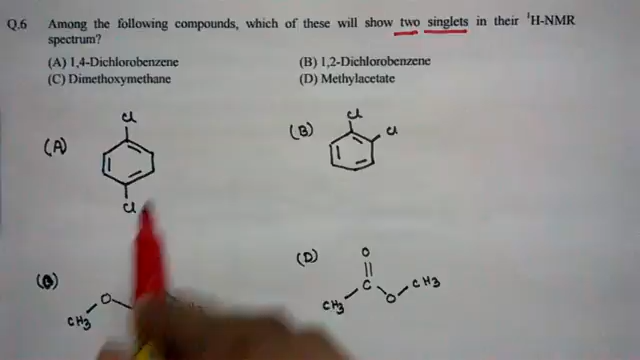 Q.6 Among the following compounds, which of these will show two singlets in their ¹H-NMR
spectrum?
(A) 1,4-Dichlorobenzene (B) 1,2-Dichlorobenzene
(C) Dimethoxymethane (D) Methylacetate
(A) Cl
Cl
(B) Cl
Cl
(C) O
CH3
(D) O
C
CH3 O CH3